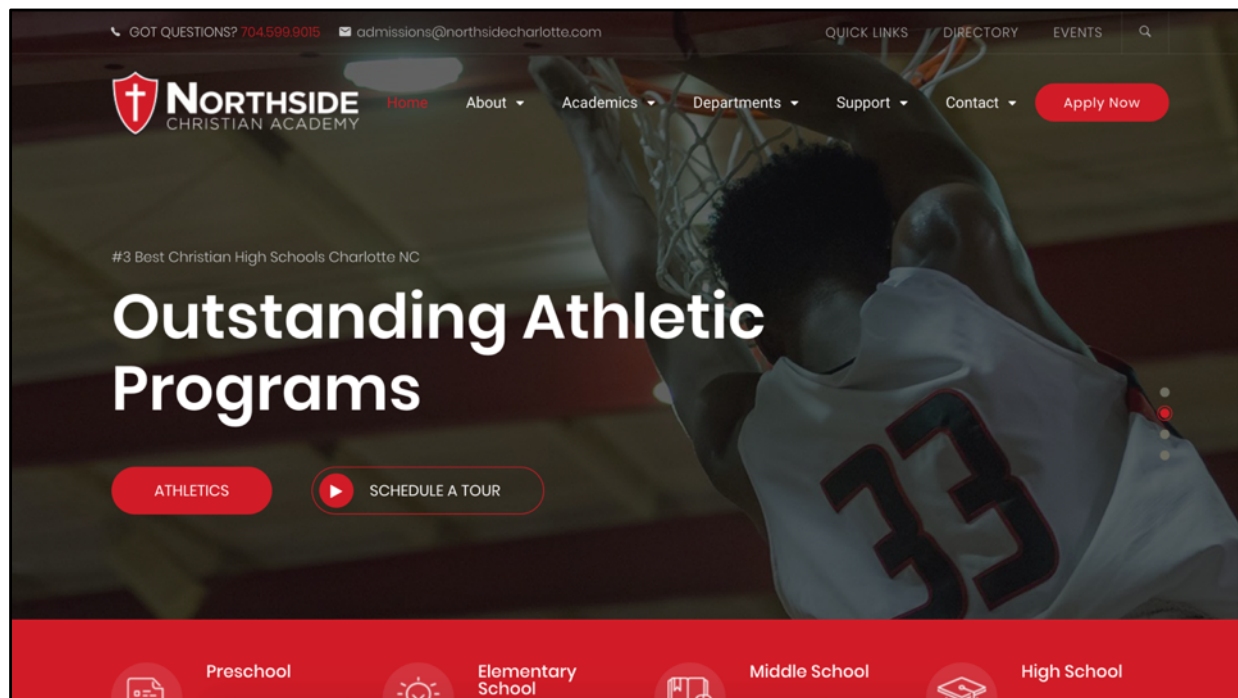 GOT QUESTIONS? 704.599.9015 admissions@northsidecharlotte.com QUICK LINKS DIRECTORY EVENTS
NORTHSIDE
CHRISTIAN ACADEMY
Home About Academics Departments Support Contact Apply Now
#3 Best Christian High Schools Charlotte NC
Outstanding Athletic
Programs
ATHLETICS SCHEDULE A TOUR
33
Preschool
Elementary
School
Middle School
High School